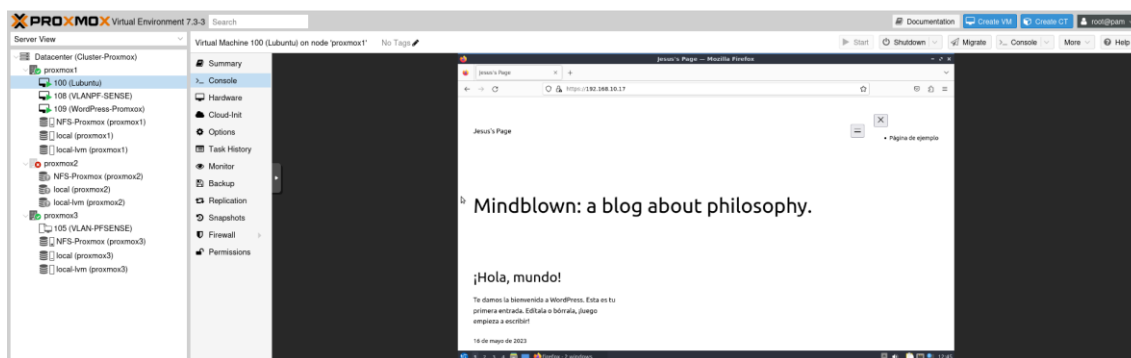 PROXMOX Virtual Environment 7.3-3 Search
Documentation Create VM Create CT root@pam
Server View
Virtual Machine 100 (Lubuntu) on node 'proxmox1' No Tags
Start Shutdown Migrate Console More Help
Datacenter (Cluster-Proxmox)
proxmox1
100 (Lubuntu)
108 (VLANPF-SENSE)
109 (WordPress-Promxox)
NFS-Proxmox (proxmox1)
local (proxmox1)
local-lvm (proxmox1)
proxmox2
NFS-Proxmox (proxmox2)
local (proxmox2)
local-lvm (proxmox2)
proxmox3
105 (VLAN-PFSENSE)
NFS-Proxmox (proxmox3)
local (proxmox3)
local-lvm (proxmox3)
Summary
Console
Hardware
Cloud-Init
Options
Task History
Monitor
Backup
Replication
Snapshots
Firewall
Permissions
Jesus's Page — Mozilla Firefox
Jesus's Page
https://192.168.10.17
Jesus's Page
Página de ejemplo
Mindblown: a blog about philosophy.
¡Hola, mundo!
Te damos la bienvenida a WordPress. Esta es tu
primera entrada. Edítala o bórrala, ¡luego
empieza a escribir!
16 de mayo de 2023